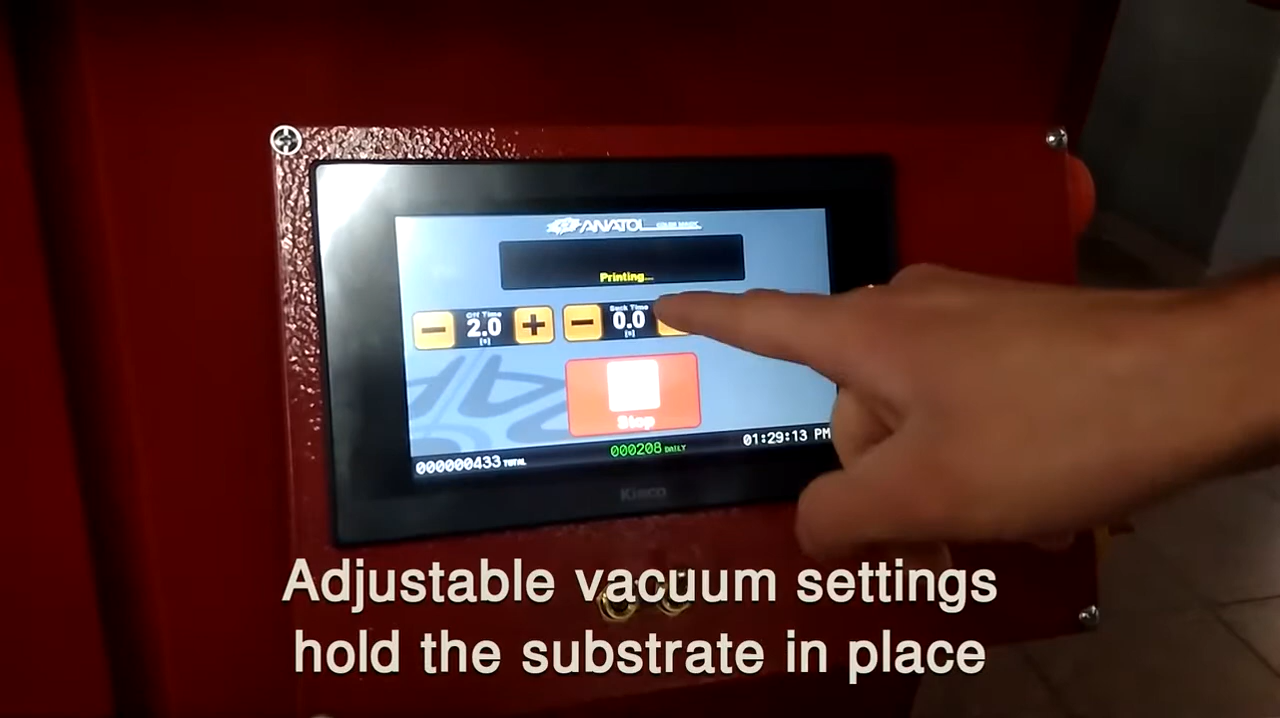 ANATOL
Printing...
Off Time
2.0
[s]
Suck Time
0.0
[s]
Stop
000000433 TOTAL
000208 DAILY
01:29:13 PM
Kinco
Adjustable vacuum settings
hold the substrate in place